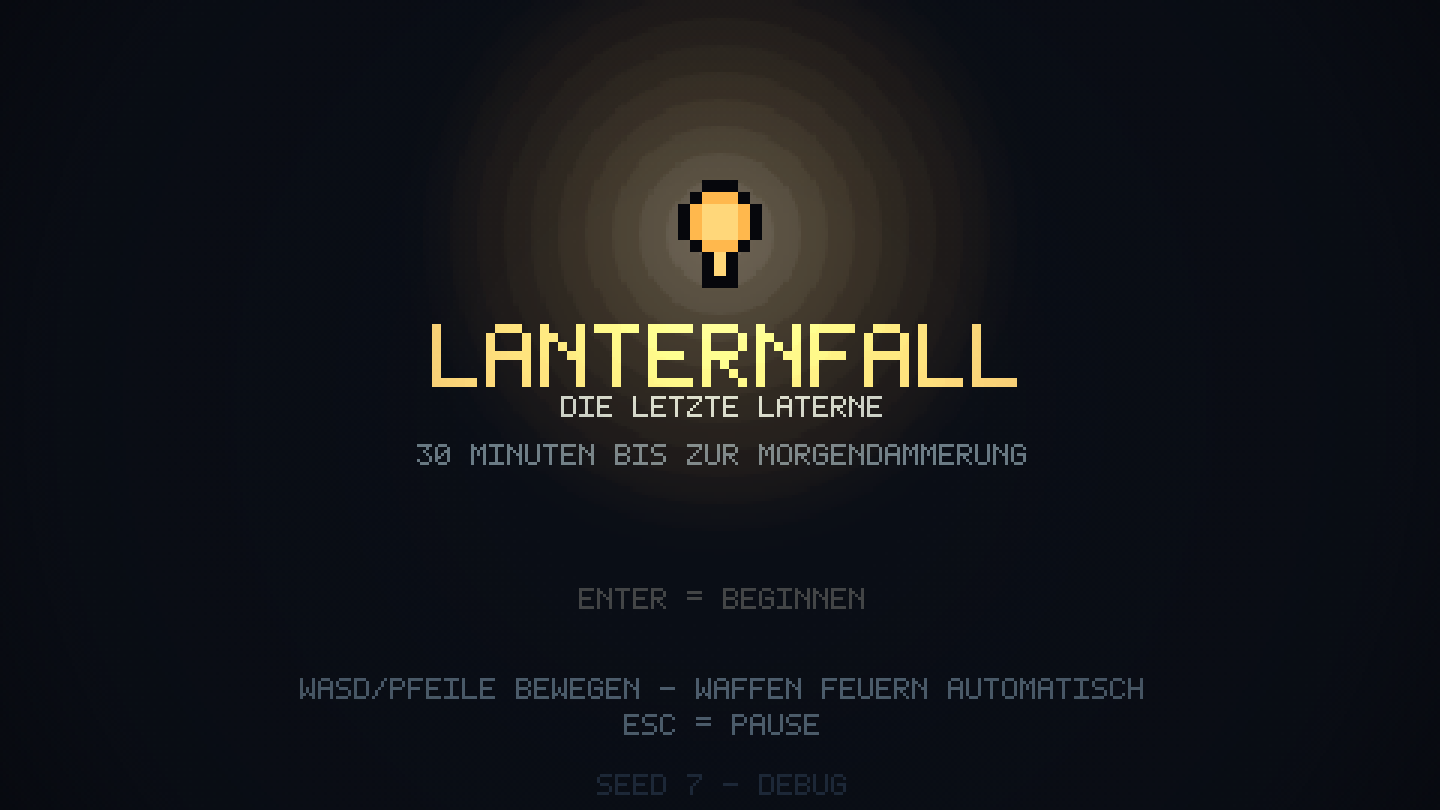 LANTERNFALL
DIE LETZTE LATERNE
30 MINUTEN BIS ZUR MORGENDAMMERUNG
ENTER = BEGINNEN
WASD/PFEILE BEWEGEN - WAFFEN FEUERN AUTOMATISCH
ESC = PAUSE
SEED 7 - DEBUG